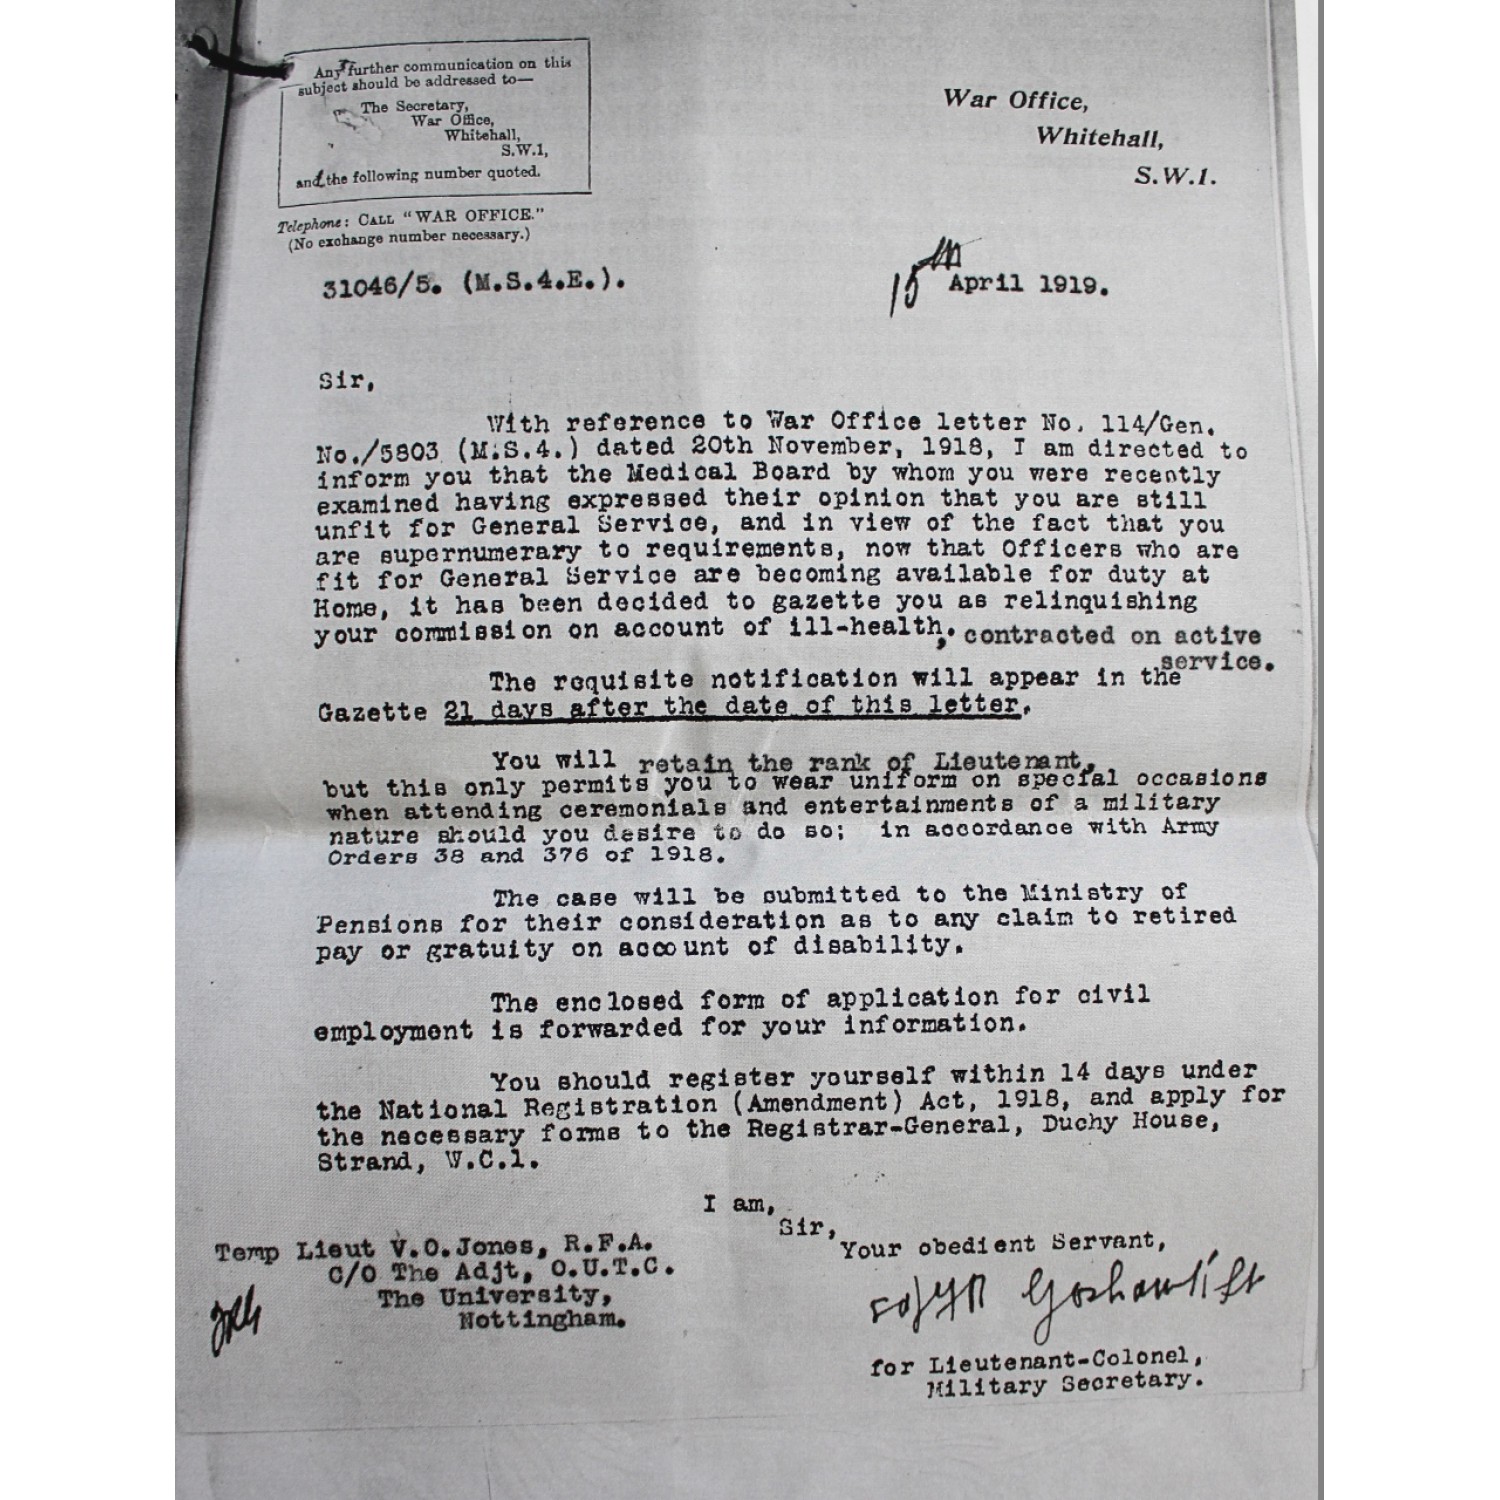 Any further communication on this
subject should be addressed to—
The Secretary,
War Office,
Whitehall,
S.W.1,
and the following number quoted.
Telephone: CALL "WAR OFFICE."
(No exchange number necessary.)
War Office,
Whitehall,
S.W.1.
31046/5. (M.S.4.E.).
15th April 1919.
Sir,
With reference to War Office letter No. 114/Gen.
No./5803 (M.S.4.) dated 20th November, 1918, I am directed to
inform you that the Medical Board by whom you were recently
examined having expressed their opinion that you are still
unfit for General Service, and in view of the fact that you
are supernumerary to requirements, now that Officers who are
fit for General Service are becoming available for duty at
Home, it has been decided to gazette you as relinquishing
your commission on account of ill-health, contracted on active
service.
The requisite notification will appear in the
Gazette 21 days after the date of this letter.
You will retain the rank of Lieutenant,
but this only permits you to wear uniform on special occasions
when attending ceremonials and entertainments of a military
nature should you desire to do so; in accordance with Army
Orders 38 and 376 of 1918.
The case will be submitted to the Ministry of
Pensions for their consideration as to any claim to retired
pay or gratuity on account of disability.
The enclosed form of application for civil
employment is forwarded for your information.
You should register yourself within 14 days under
the National Registration (Amendment) Act, 1918, and apply for
the necessary forms to the Registrar-General, Duchy House,
Strand, W.C.1.
I am,
Sir,
Your obedient Servant,
Temp Lieut V.O.Jones, R.F.A.
C/O The Adjt, O.U.T.C.
The University,
Nottingham.
for Lieutenant-Colonel,
Military Secretary.